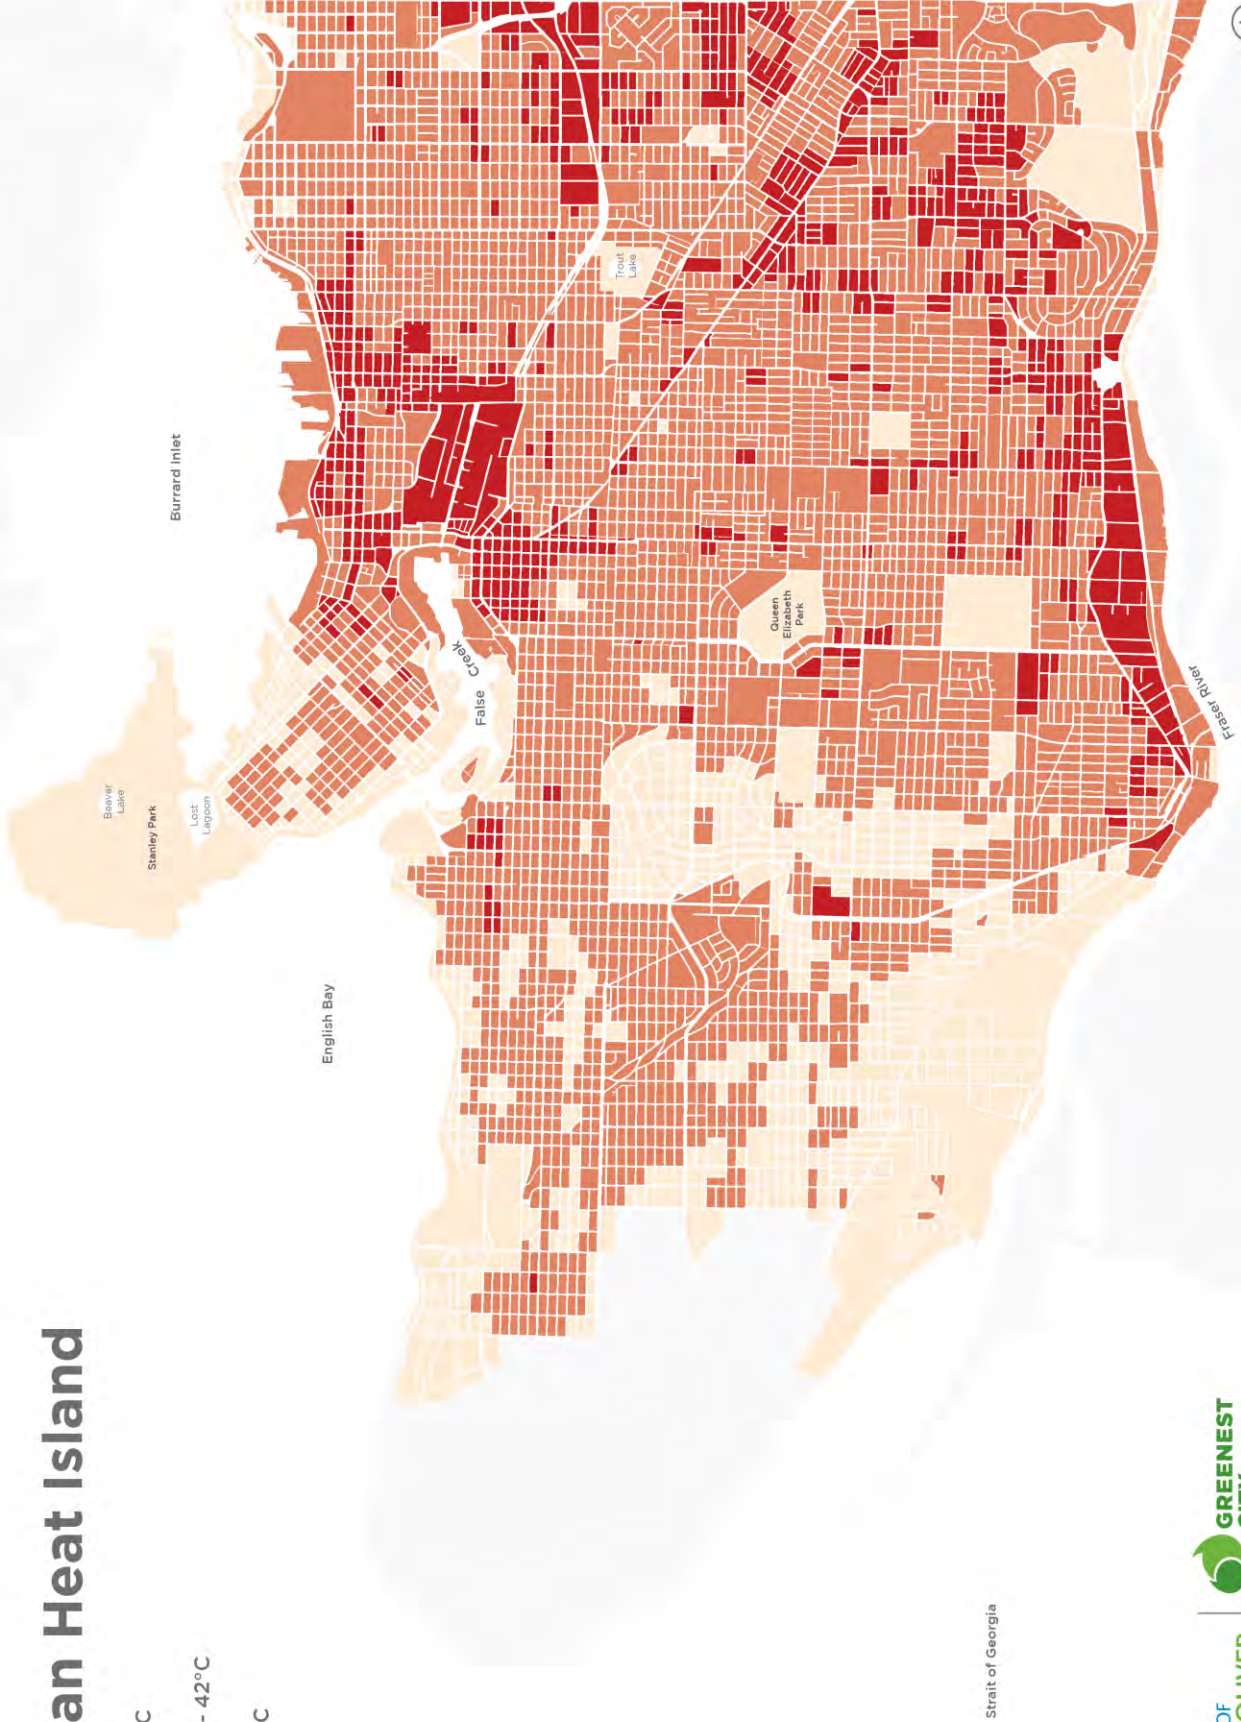 an Heat Island
C
- 42°C
C
Beaver
Lake
Stanley Park
Lost
Lagoon
Burrard Inlet
English Bay
False
Creek
Trout
Lake
Queen
Elizabeth
Park
Fraser River
Strait of Georgia
OF
GREENEST